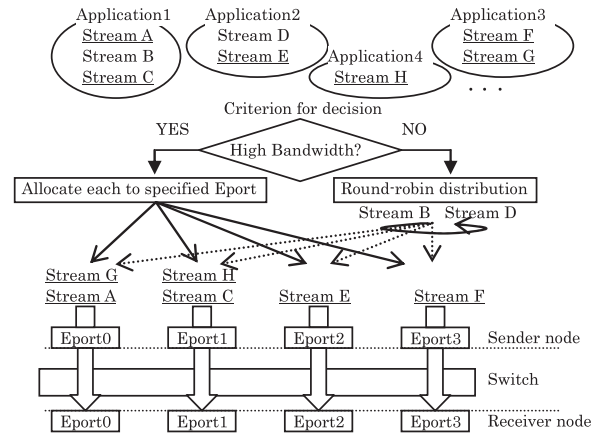 Application1
Stream A
Stream B
Stream C
Application2
Stream D
Stream E
Application4
Stream H
Application3
Stream F
Stream G
. . .
Criterion for decision
YES
High Bandwidth?
NO
Allocate each to specified Eport
Round-robin distribution
Stream B Stream D
Stream G
Stream A
Stream H
Stream C
Stream E
Stream F
Eport0 Eport1 Eport2 Eport3 Sender node
Switch
Eport0 Eport1 Eport2 Eport3 Receiver node